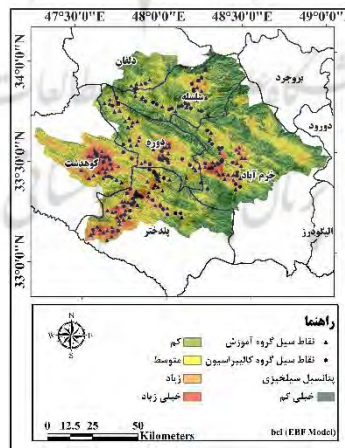 47°30'0"E 48°0'0"E 48°30'0"E 49°0'0"E
34°0'0"N
33°30'0"N
33°0'0"N
دلفان
بروجرد
سلسله
دورود
دوره
کوهدشت
خرم آباد
الیگودرز
پلدختر
راهنما
نقاط سیل گروه آموزش
کم
نقاط سیل گروه کالیبراسیون
متوسط
پتانسیل سیلخیزی
زیاد
خیلی کم
خیلی زیاد
N
W E
S
0 12.5 25 50
Kilometers
bcl (EBF Model)